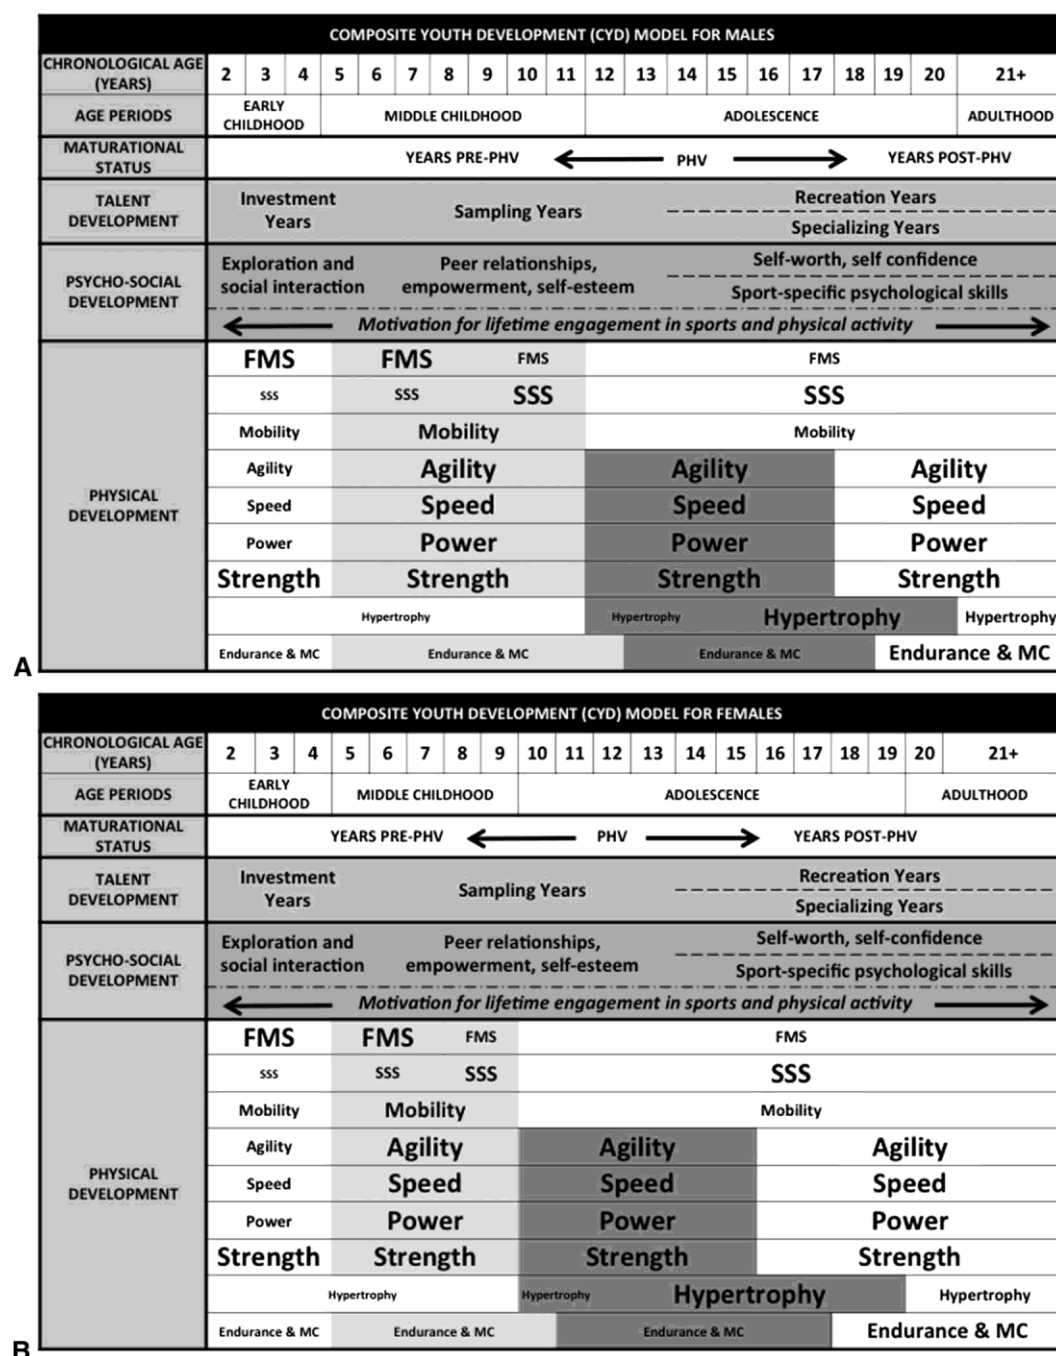 COMPOSITE YOUTH DEVELOPMENT (CYD) MODEL FOR MALES
CHRONOLOGICAL AGE (YEARS) 2 3 4 5 6 7 8 9 10 11 12 13 14 15 16 17 18 19 20 21+
AGE PERIODS EARLY CHILDHOOD MIDDLE CHILDHOOD ADOLESCENCE ADULTHOOD
MATURATIONAL STATUS YEARS PRE-PHV PHV YEARS POST-PHV
TALENT DEVELOPMENT Investment Years Sampling Years Recreation Years
Specializing Years
PSYCHO-SOCIAL DEVELOPMENT Exploration and social interaction Peer relationships, empowerment, self-esteem Self-worth, self confidence
Sport-specific psychological skills
Motivation for lifetime engagement in sports and physical activity
PHYSICAL DEVELOPMENT
FMS FMS FMS FMS
SSS SSS SSS SSS
Mobility Mobility Mobility
Agility Agility Agility Agility
Speed Speed Speed Speed
Power Power Power Power
Strength Strength Strength Strength
Hypertrophy Hypertrophy Hypertrophy Hypertrophy
Endurance & MC Endurance & MC Endurance & MC Endurance & MC
A
COMPOSITE YOUTH DEVELOPMENT (CYD) MODEL FOR FEMALES
CHRONOLOGICAL AGE (YEARS) 2 3 4 5 6 7 8 9 10 11 12 13 14 15 16 17 18 19 20 21+
AGE PERIODS EARLY CHILDHOOD MIDDLE CHILDHOOD ADOLESCENCE ADULTHOOD
MATURATIONAL STATUS YEARS PRE-PHV PHV YEARS POST-PHV
TALENT DEVELOPMENT Investment Years Sampling Years Recreation Years
Specializing Years
PSYCHO-SOCIAL DEVELOPMENT Exploration and social interaction Peer relationships, empowerment, self-esteem Self-worth, self-confidence
Sport-specific psychological skills
Motivation for lifetime engagement in sports and physical activity
PHYSICAL DEVELOPMENT
FMS FMS FMS FMS
SSS SSS SSS SSS
Mobility Mobility Mobility
Agility Agility Agility Agility
Speed Speed Speed Speed
Power Power Power Power
Strength Strength Strength Strength
Hypertrophy Hypertrophy Hypertrophy Hypertrophy
Endurance & MC Endurance & MC Endurance & MC Endurance & MC
B